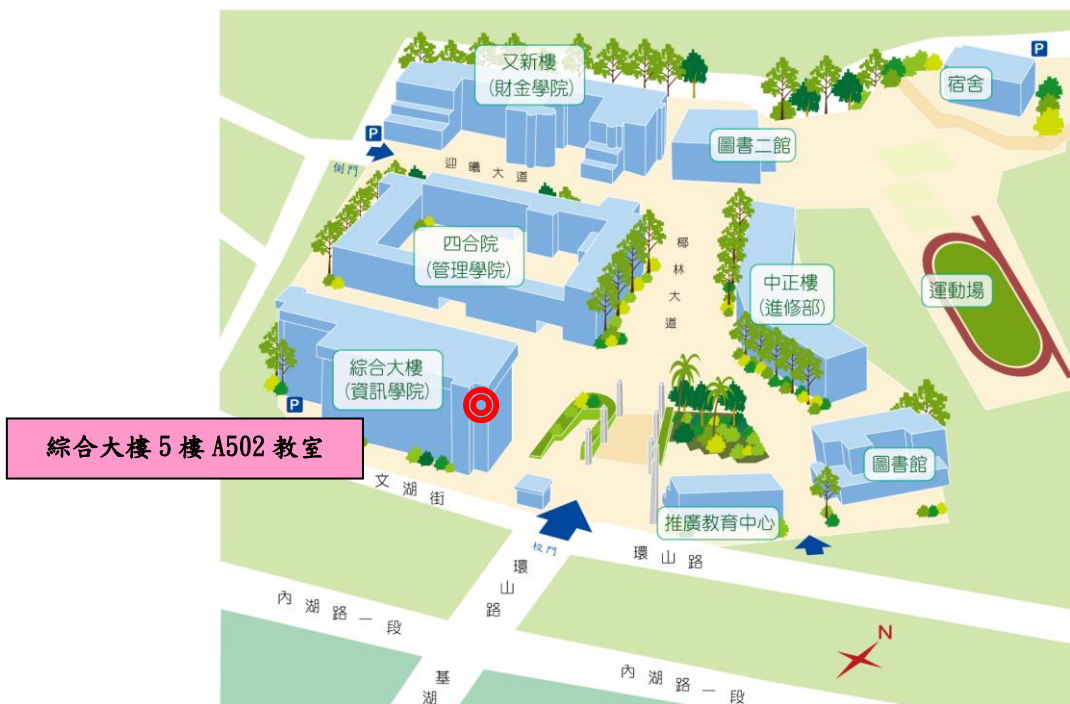 又新樓
(財金學院)
P
宿舍
圖書二館
P
側門
迎曦大道
四合院
(管理學院)
椰林大道
中正樓
(進修部)
運動場
綜合大樓
(資訊學院)
P
綜合大樓 5 樓 A502 教室
文湖街
圖書館
推廣教育中心
校門
環山路
環山路
內湖路一段
N
內湖路一段
基湖